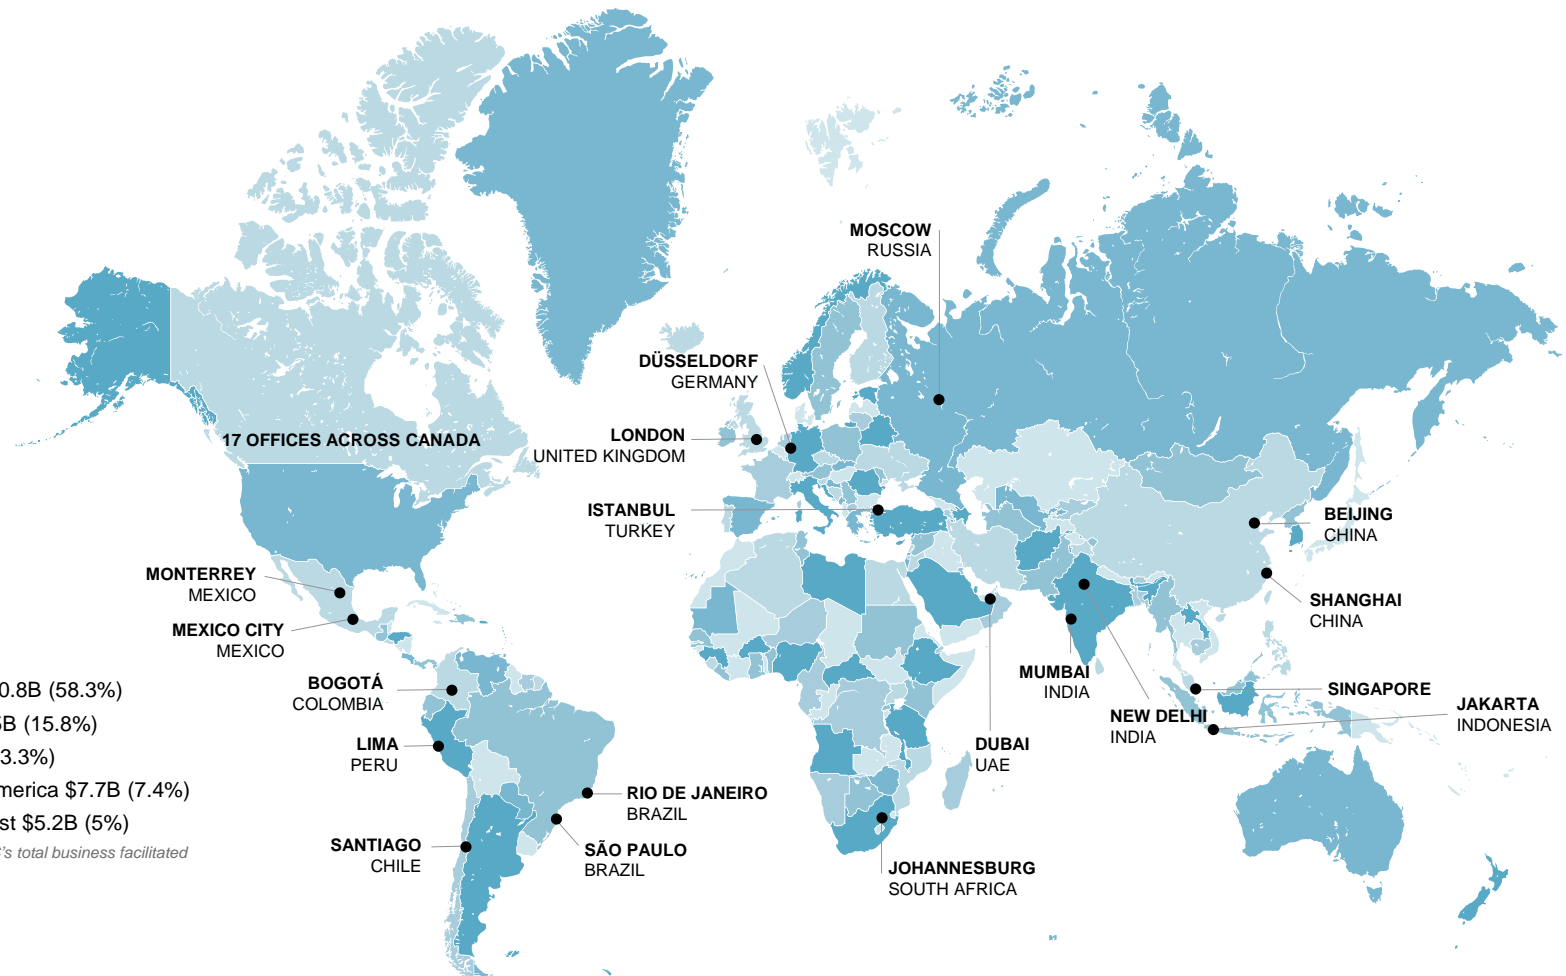 MOSCOW
RUSSIA
DÜSSELDORF
GERMANY
17 OFFICES ACROSS CANADA
LONDON
UNITED KINGDOM
ISTANBUL
TURKEY
BEIJING
CHINA
MONTERREY
MEXICO
SHANGHAI
CHINA
MEXICO CITY
MEXICO
MUMBAI
INDIA
BOGOTÁ
COLOMBIA
SINGAPORE
JAKARTA
INDONESIA
NEW DELHI
INDIA
LIMA
PERU
DUBAI
UAE
RIO DE JANEIRO
BRAZIL
SANTIAGO
CHILE
SÃO PAULO
BRAZIL
JOHANNESBURG
SOUTH AFRICA
0.8B (58.3%)
B (15.8%)
3.3%)
merica $7.7B (7.4%)
st $5.2B (5%)
's total business facilitated